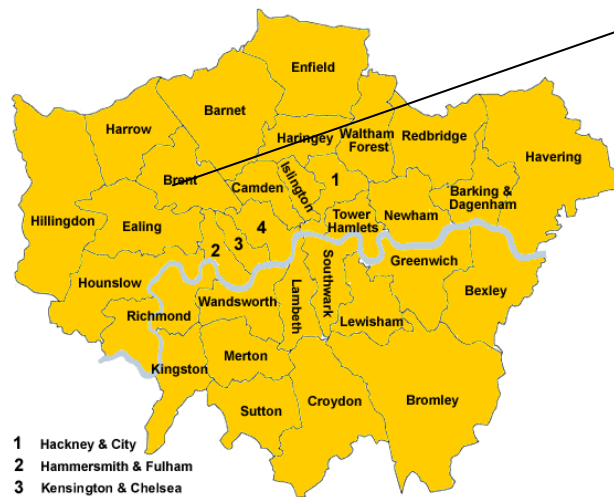 Enfield
Barnet
Harrow
Haringey
Waltham
Forest
Redbridge
Havering
Brent
Camden
Islington
1
Barking &
Dagenham
Hillingdon
Ealing
2
3
4
Tower
Hamlets
Newham
Greenwich
Hounslow
Bexley
Richmond
Wandsworth
Lambeth
Southwark
Lewisham
Kingston
Merton
Sutton
Croydon
Bromley
1 Hackney & City
2 Hammersmith & Fulham
3 Kensington & Chelsea